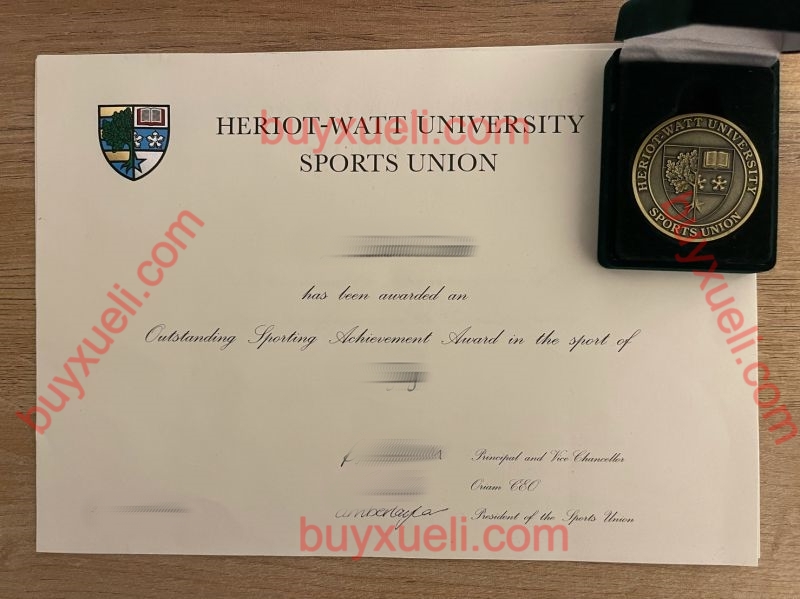 HERIOT-WATT UNIVERSITY
SPORTS UNION
has been awarded an
Outstanding Sporting Achievement Award in the sport of
Principal and Vice Chancellor
Oriam CEO
President of the Sports Union
HERIOT-WATT UNIVERSITY
SPORTS UNION
buyxueli.com
buyxueli.com
buyxueli.com
buyxueli.com